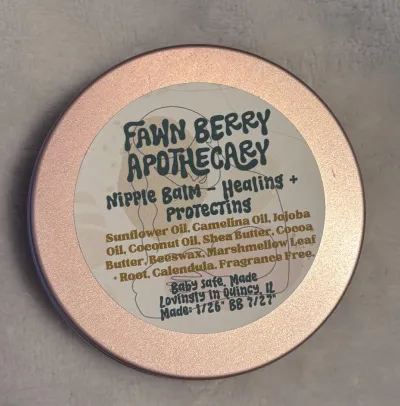 FAWN BERRY
APOTHECARY
Nipple Balm - Healing +
Protecting
Sunflower Oil, Camelina Oil, Jojoba
Oil, Coconut Oil, Shea Butter, Cocoa
Butter, Beeswax, Marshmellow Leaf
+ Root, Calendula. Fragrance Free.
Baby Safe, Made
Lovingly in Quincy, IL
Made: 1/26" BB 7/27"